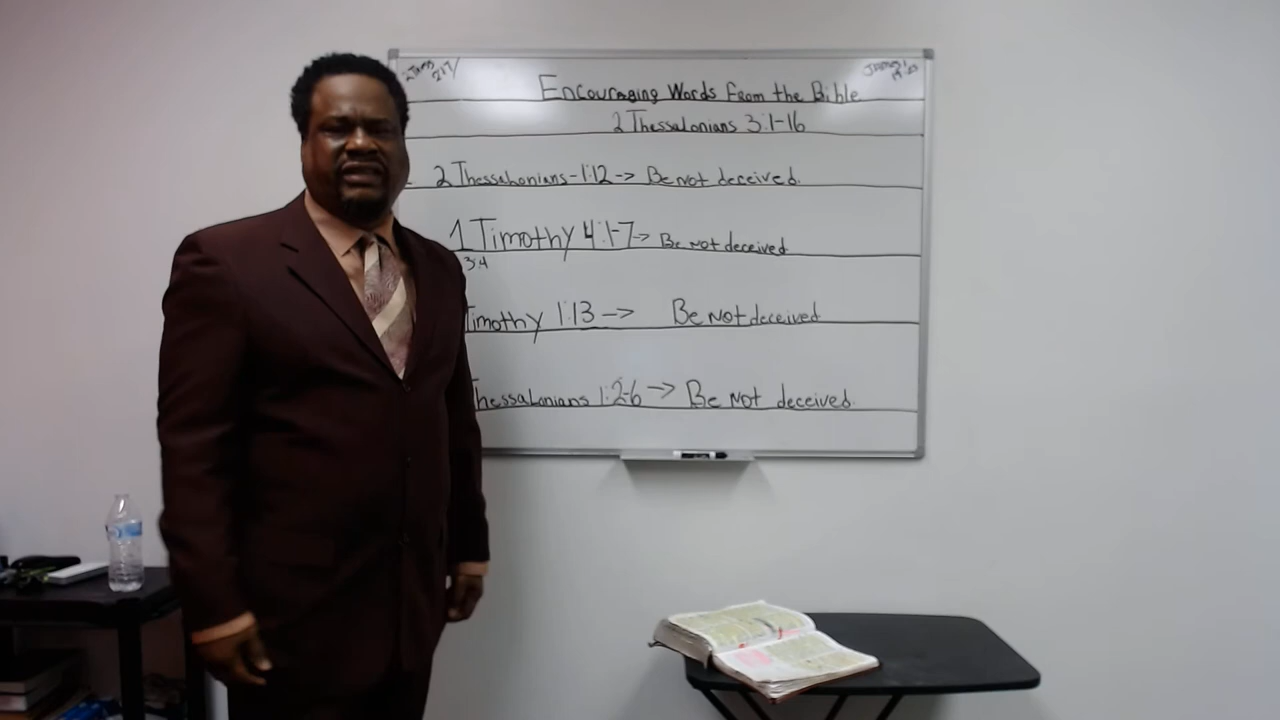 Encouraging Words From the Bible
2 Thessalonians 3:1-16
2 Thessalonians-1:12 -> Be not deceived.
1 Timothy 4:1-7 -> Be not deceived
3:4
Timothy 1:13 -> Be Not deceived
Thessalonians 1:2-6 -> Be Not deceived.